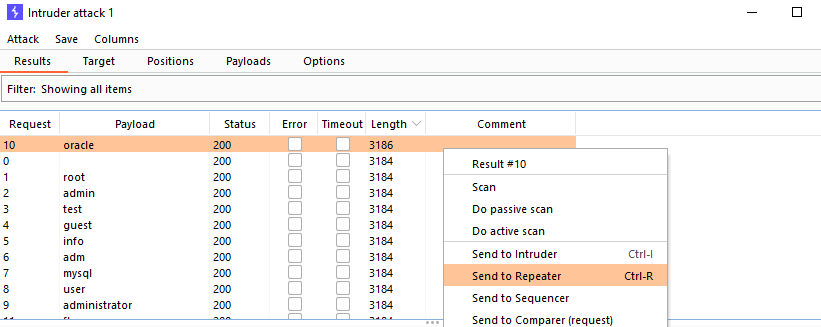 Intruder attack 1
Attack Save Columns
Results Target Positions Payloads Options
Filter: Showing all items
Request Payload Status Error Timeout Length Comment
10 oracle 200 3186
0 200 3184
1 root 200 3184
2 admin 200 3184
3 test 200 3184
4 guest 200 3184
5 info 200 3184
6 adm 200 3184
7 mysql 200 3184
8 user 200 3184
9 administrator 200 3184
11 200 3184
Result #10
Scan
Do passive scan
Do active scan
Send to Intruder Ctrl-I
Send to Repeater Ctrl-R
Send to Sequencer
Send to Comparer (request)